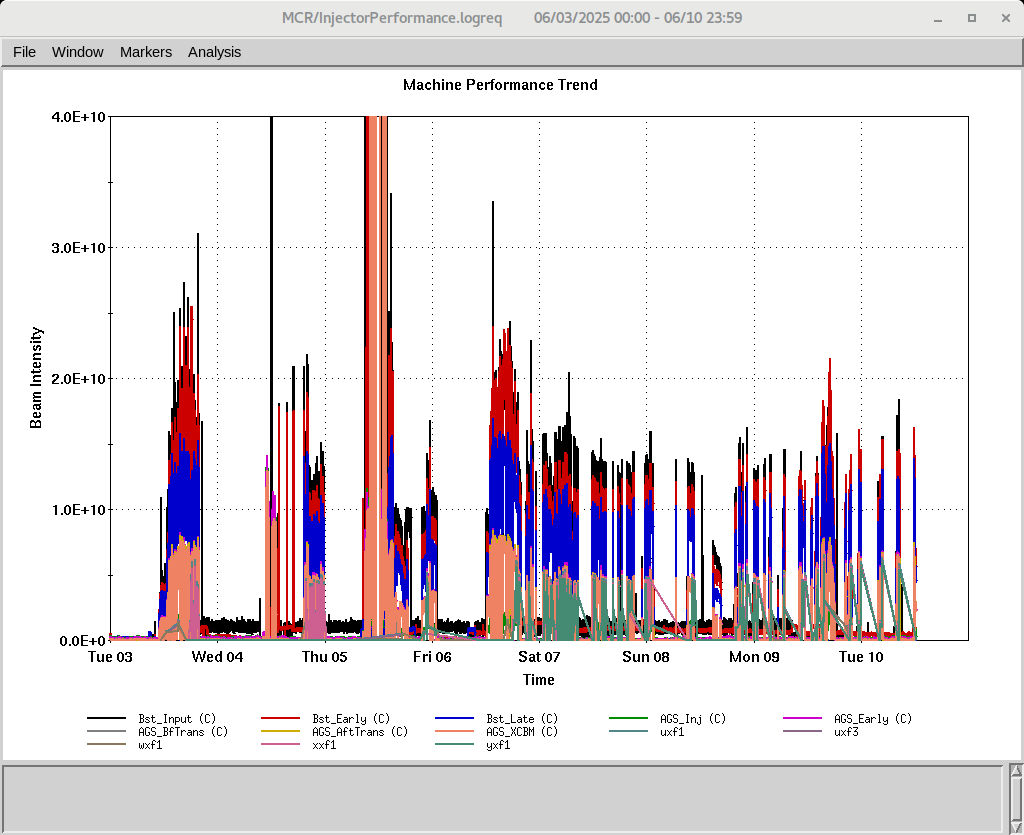 MCR/InjectorPerformance.logreq 06/03/2025 00:00 - 06/10 23:59
File Window Markers Analysis
Machine Performance Trend
4.0E+10
3.0E+10
2.0E+10
1.0E+10
0.0E+0
Beam Intensity
Tue 03 Wed 04 Thu 05 Fri 06 Sat 07 Sun 08 Mon 09 Tue 10
Time
Bst_Input (C) Bst_Early (C) Bst_Late (C) AGS_Inj (C) AGS_Early (C)
AGS_BfTrans (C) AGS_AftTrans (C) AGS_XCBM (C) uxf1 uxf3
wxf1 xxf1 yxf1